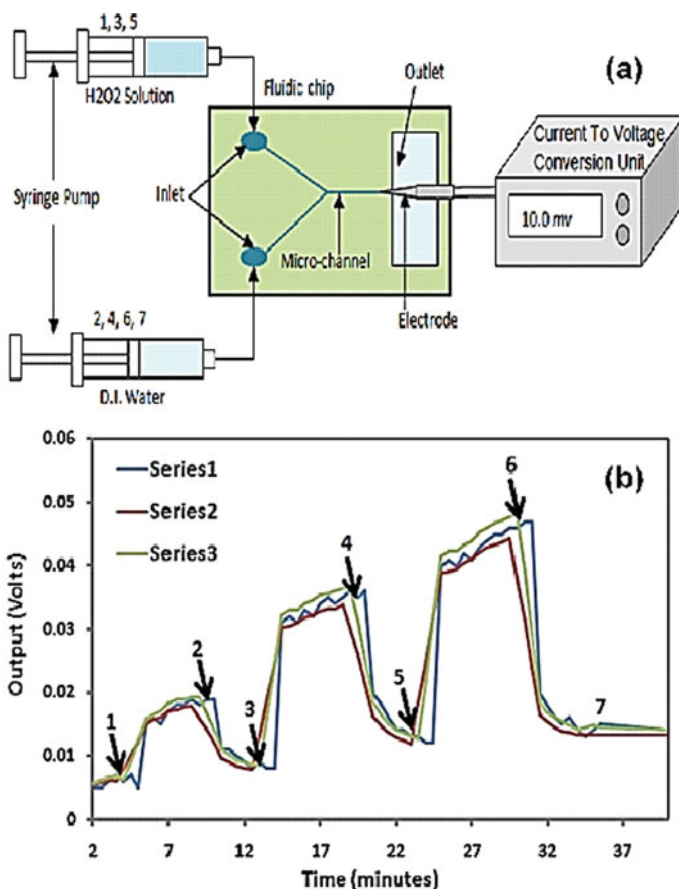 1, 3, 5
H2O2 Solution
(a)
Outlet
Fluidic chip
Current To Voltage
Conversion Unit
Syringe Pump
Inlet
10.0 mv
Micro-channel
Electrode
2, 4, 6, 7
D.I. Water
0.06
0.05
0.04
0.03
0.02
0.01
0
Output (Volts)
Series1
Series2
Series3
(b)
1
2
3
4
5
6
7
2 7 12 17 22 27 32 37
Time (minutes)